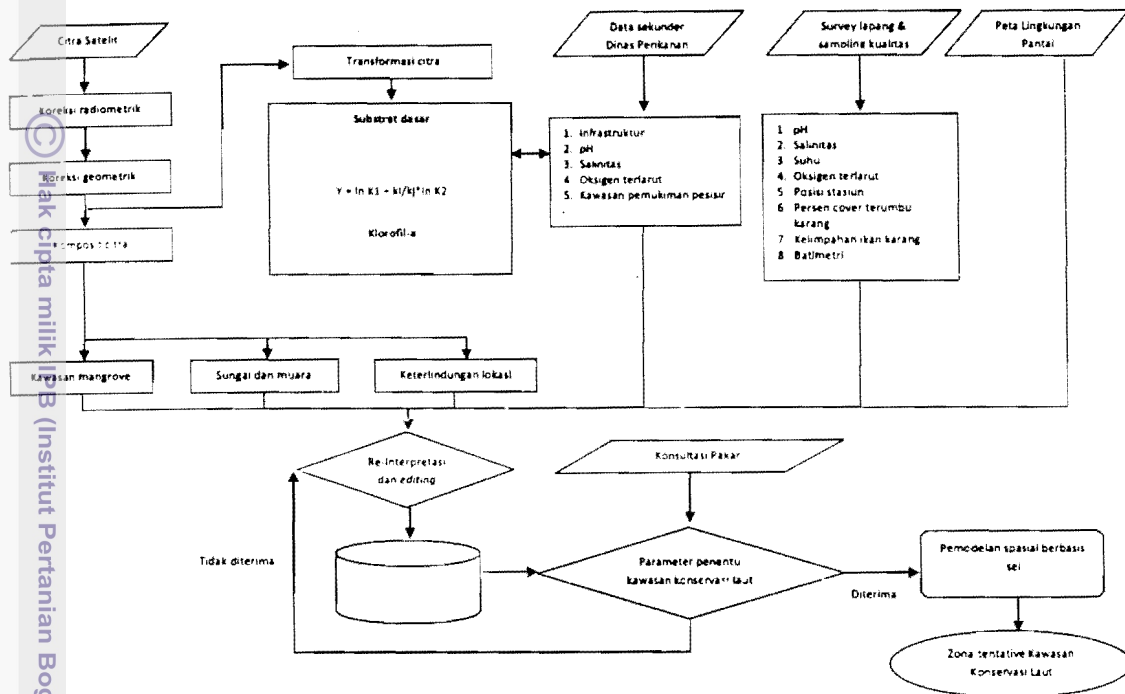 Citra Satelit
Data sekunder
Dinas Perikanan
Survey lapang &
sampling kualitas
Peta Lingkungan
Pantai
Koreksi radiometrik
Transformasi citra
Koreksi geometrik
Komposit citra
Substrat dasar
Y = ln K1 + ki/kj*ln K2
Klorofil-a
1. Infrastruktur
2. pH
3. Salinitas
4. Oksigen terlarut
5. Kawasan pemukiman pesisir
.
1 pH
2. Salinitas
3 Suhu
4. Oksigen terlarut
5 Posisi stasiun
6 Persen cover terumbu
karang
7 Kelimpahan ikan karang
8 Batimetri
Kawasan mangrove
Sungai dan muara
Keterlindungan lokasi
Re-Interpretasi
dan editing
Konsultasi Pakar
Tidak diterima
Parameter penentu
kawasan konservasi laut
Diterima
Pemodelan spasial berbasis
sel
Zona tentative Kawasan
Konservasi Laut
© Hak cipta milik IPB (Institut Pertanian Bog